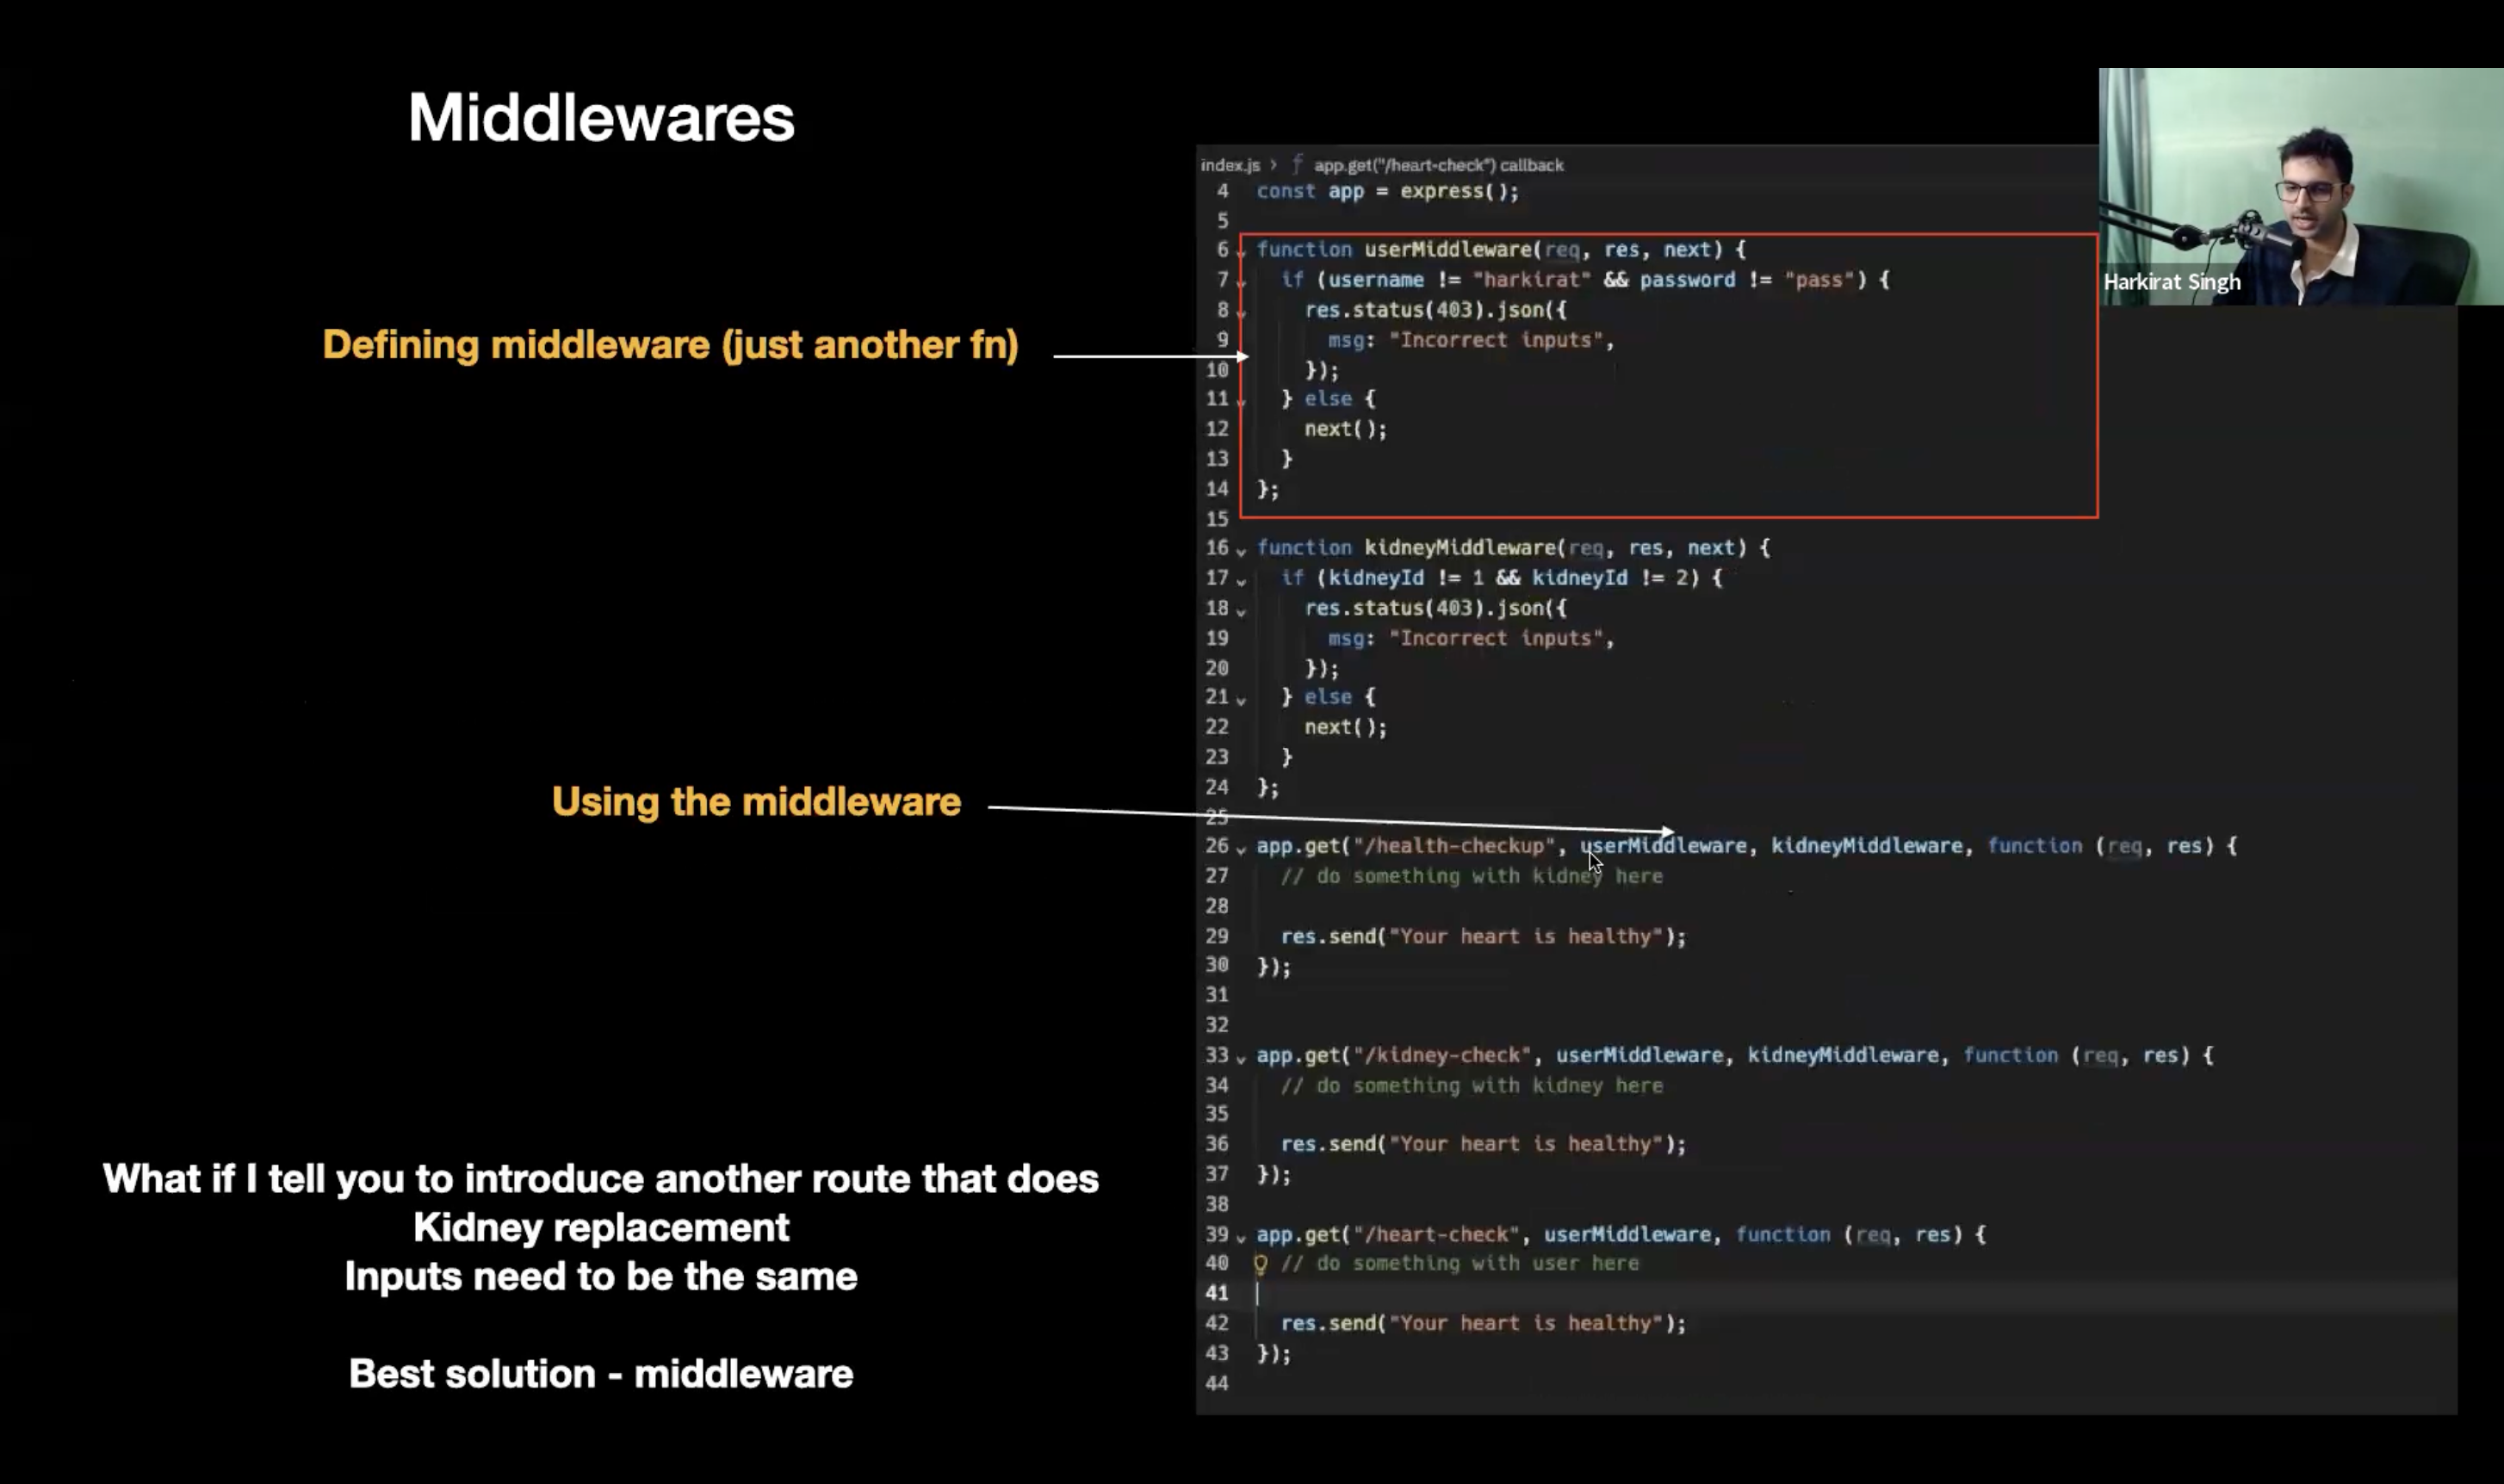 Middlewares
Harkirat Singh
Defining middleware (just another fn)
Using the middleware
What if I tell you to introduce another route that does
Kidney replacement
Inputs need to be the same
Best solution - middleware
index.js > ƒ app.get("/heart-check") callback
4 const app = express();
5
6 function userMiddleware(req, res, next) {
7 if (username != "harkirat" && password != "pass") {
8 res.status(403).json({
9 msg: "Incorrect inputs",
10 });
11 } else {
12 next();
13 }
14 };
15
16 function kidneyMiddleware(req, res, next) {
17 if (kidneyId != 1 && kidneyId != 2) {
18 res.status(403).json({
19 msg: "Incorrect inputs",
20 });
21 } else {
22 next();
23 }
24 };
25
26 app.get("/health-checkup", userMiddleware, kidneyMiddleware, function (req, res) {
27 // do something with kidney here
28
29 res.send("Your heart is healthy");
30 });
31
32
33 app.get("/kidney-check", userMiddleware, kidneyMiddleware, function (req, res) {
34 // do something with kidney here
35
36 res.send("Your heart is healthy");
37 });
38
39 app.get("/heart-check", userMiddleware, function (req, res) {
40 // do something with user here
41
42 res.send("Your heart is healthy");
43 });
44